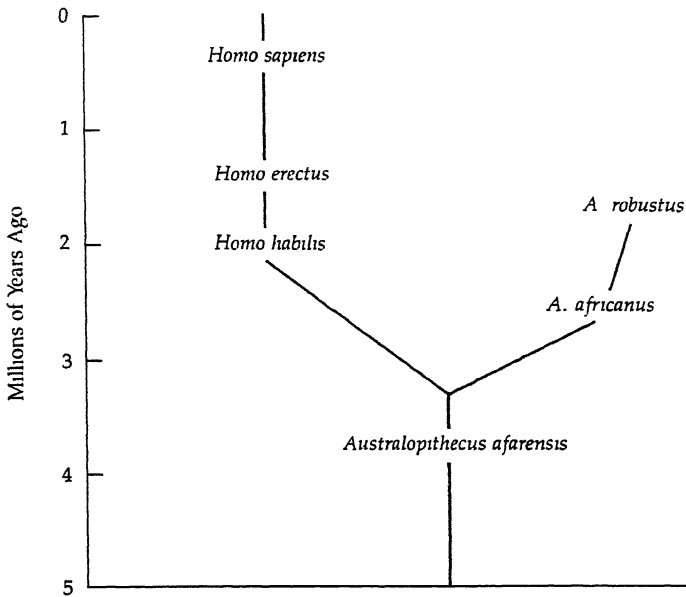 0
Homo sapiens
1
Homo erectus
A robustus
2
Homo habilis
A. africanus
3
Australopithecus afarensis
4
5
Millions of Years Ago